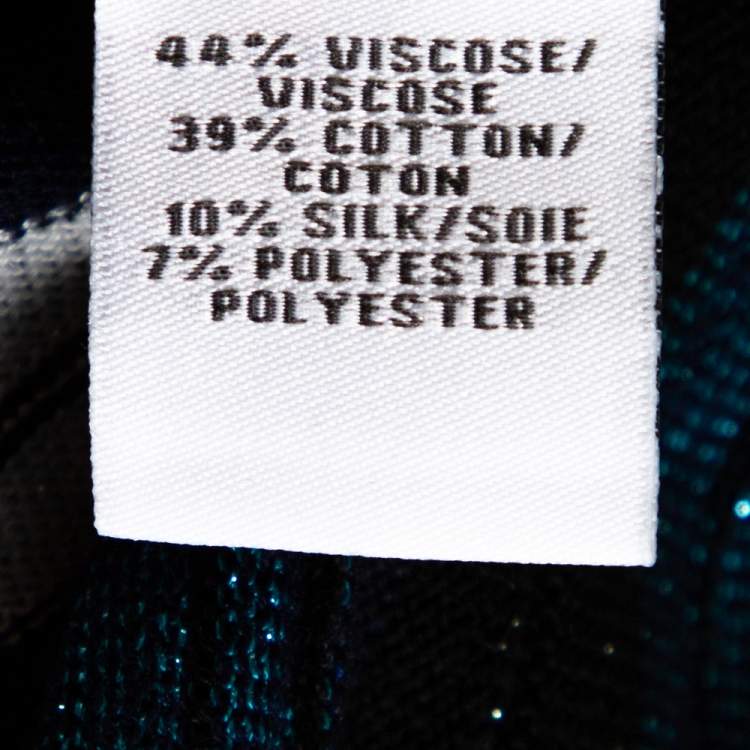 44% VISCOSE/
VISCOSE
39% COTTON/
COTON
10% SILK/SOIE
7% POLYESTER/
POLYESTER